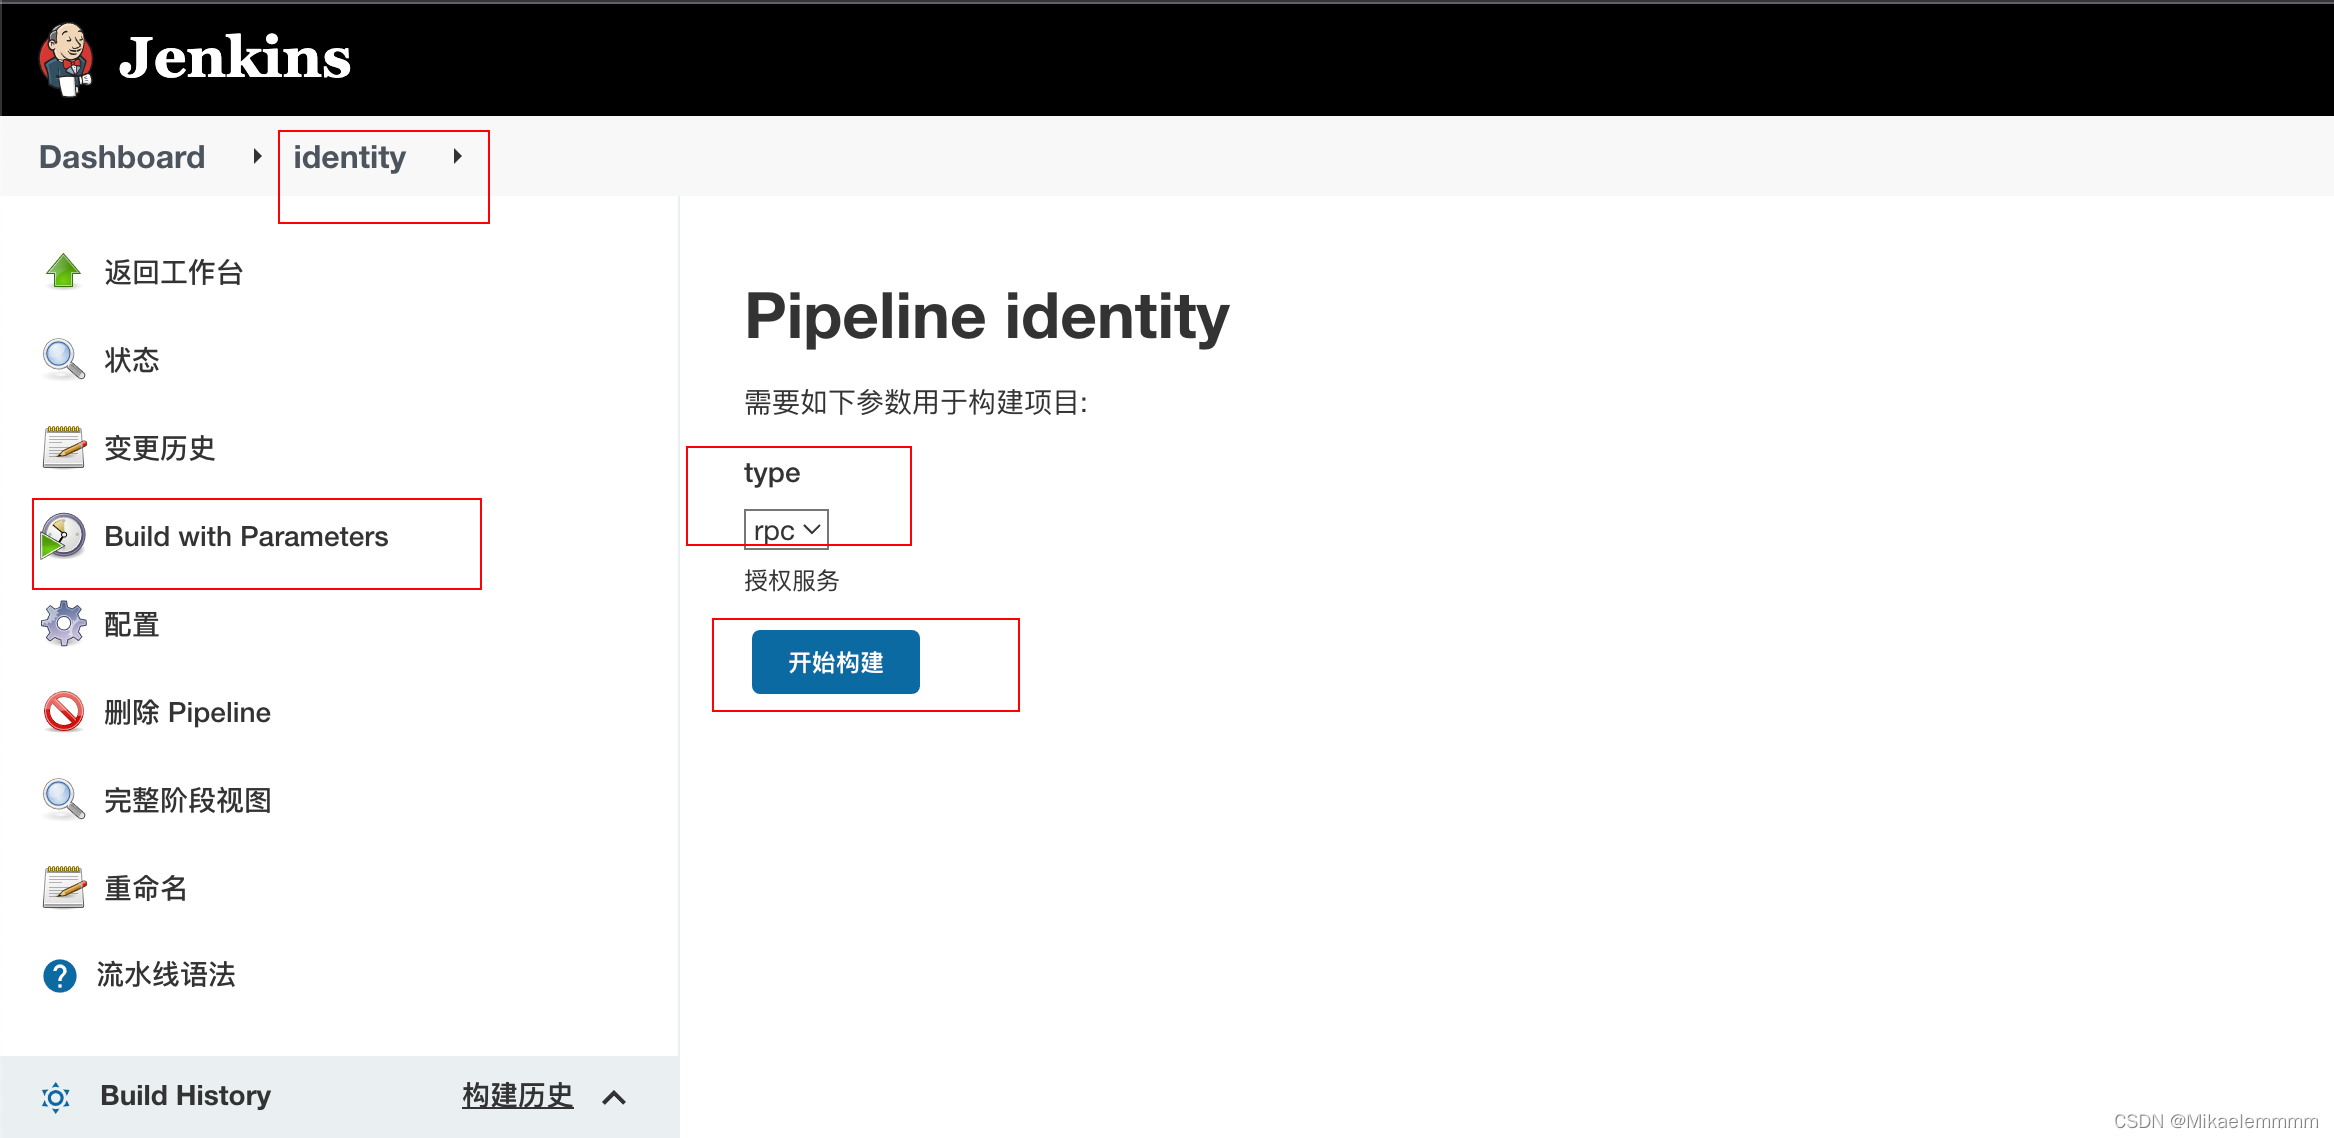 Jenkins
Dashboard
identity
返回工作台
状态
变更历史
Build with Parameters
配置
删除 Pipeline
完整阶段视图
重命名
流水线语法
Build History
构建历史
Pipeline identity
需要如下参数用于构建项目:
type
rpc
授权服务
开始构建
CSDN @Mikaelemmmm